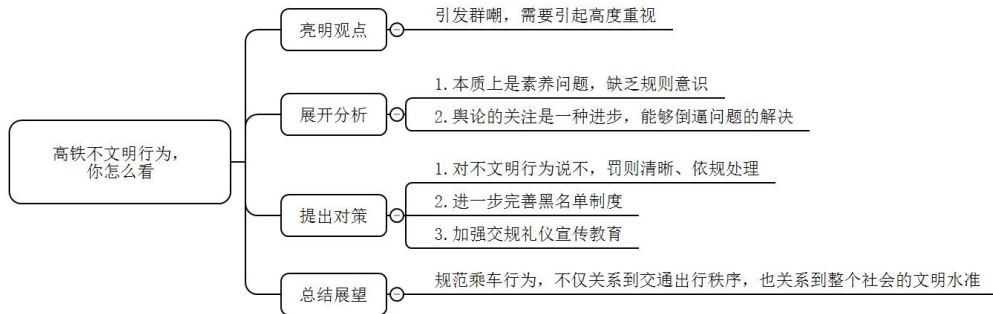 高铁不文明行为，
你怎么看
亮明观点
引发群嘲，需要引起高度重视
展开分析
1.本质上是素养问题，缺乏规则意识
2.舆论的关注是一种进步，能够倒逼问题的解决
提出对策
1.对不文明行为说不，罚则清晰、依规处理
2.进一步完善黑名单制度
3.加强交规礼仪宣传教育
总结展望
规范乘车行为，不仅关系到交通出行秩序，也关系到整个社会的文明水准